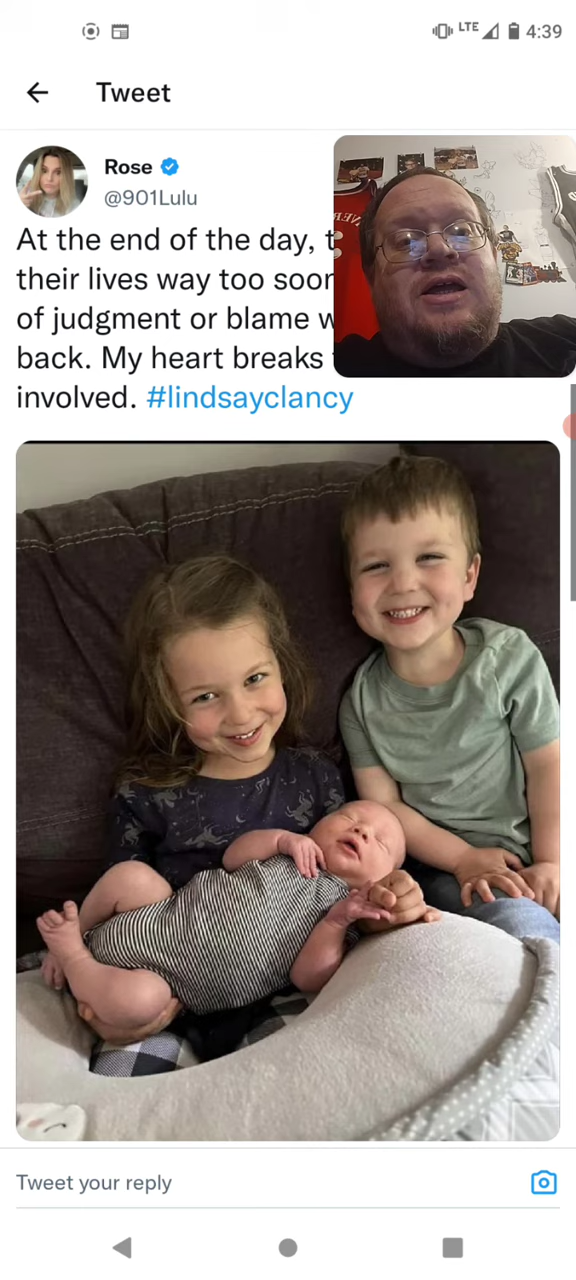 LTE 4:39
Tweet
Rose
@901Lulu
At the end of the day,
their lives way too soon
of judgment or blame
back. My heart breaks
involved. #lindsayclancy
Tweet your reply